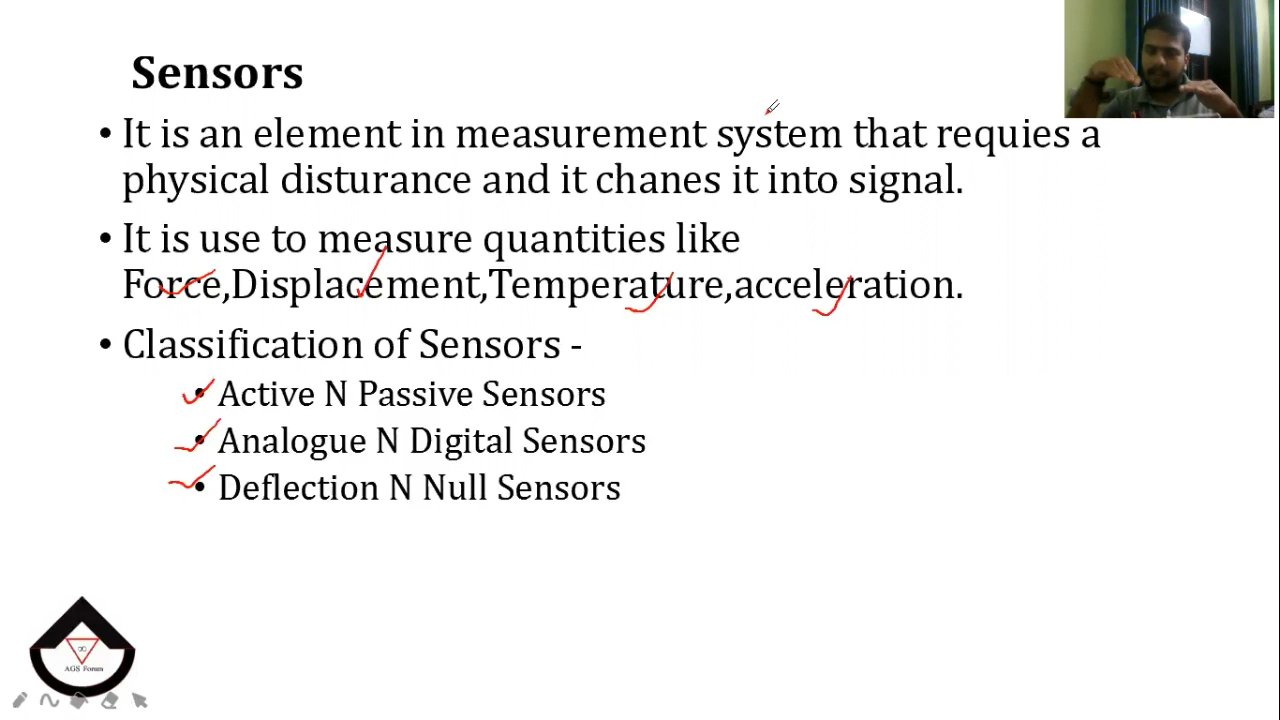 Sensors
• It is an element in measurement system that requies a
physical disturance and it chanes it into signal.
• It is use to measure quantities like
Force,Displacement,Temperature,acceleration.
• Classification of Sensors -
• Active N Passive Sensors
• Analogue N Digital Sensors
• Deflection N Null Sensors
∞
AGS Forum